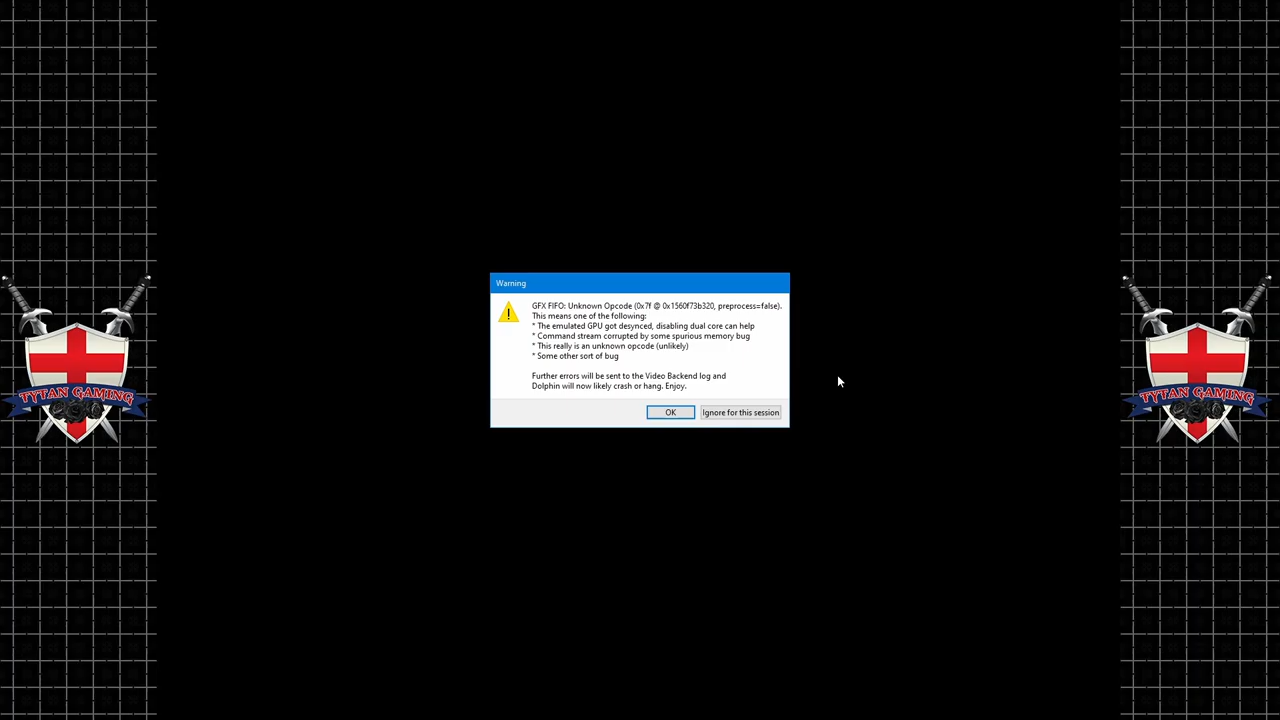 Warning
GFX FIFO: Unknown Opcode (0x7f @ 0x1560f73b320, preprocess=false).
This means one of the following:
* The emulated GPU got desynced, disabling dual core can help
* Command stream corrupted by some spurious memory bug
* This really is an unknown opcode (unlikely)
* Some other sort of bug
Further errors will be sent to the Video Backend log and
Dolphin will now likely crash or hang. Enjoy.
OK
Ignore for this session
TYTAN GAMING
TYTAN GAMING